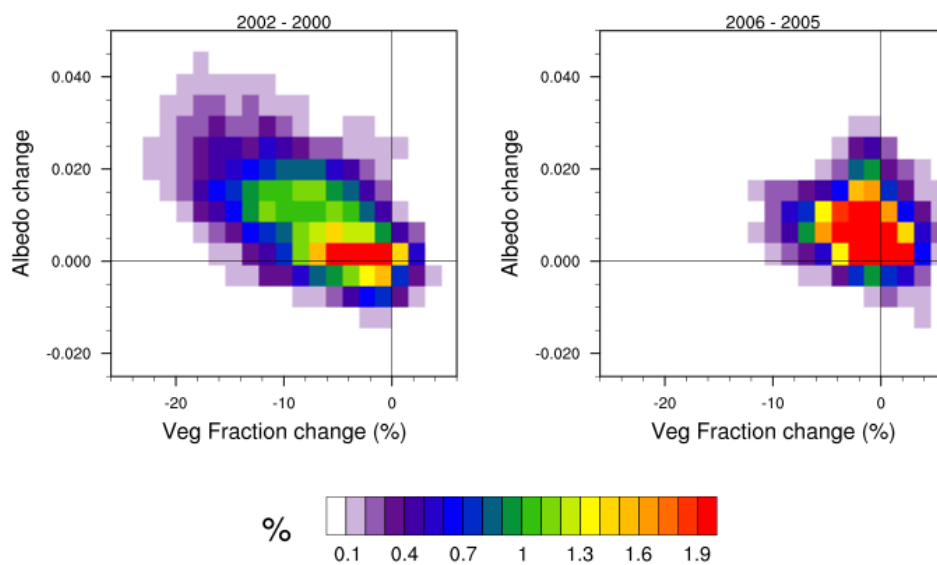 2002 - 2000
0.040
0.020
0.000
-0.020
Albedo change
-20 -10 0
Veg Fraction change (%)
2006 - 2005
0.040
0.020
0.000
-0.020
Albedo change
-20 -10 0
Veg Fraction change (%)
%
0.1 0.4 0.7 1 1.3 1.6 1.9